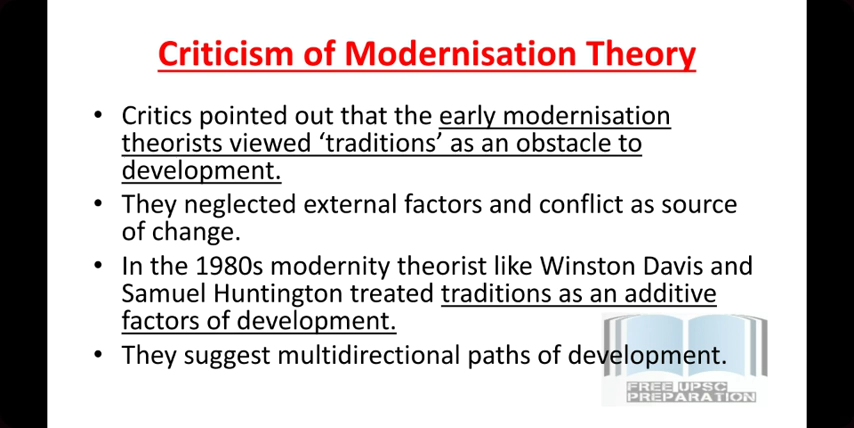 Criticism of Modernisation Theory
• Critics pointed out that the early modernisation
theorists viewed ‘traditions’ as an obstacle to
development.
• They neglected external factors and conflict as source
of change.
• In the 1980s modernity theorist like Winston Davis and
Samuel Huntington treated traditions as an additive
factors of development.
• They suggest multidirectional paths of development.
FREE UPSC
PREPARATION